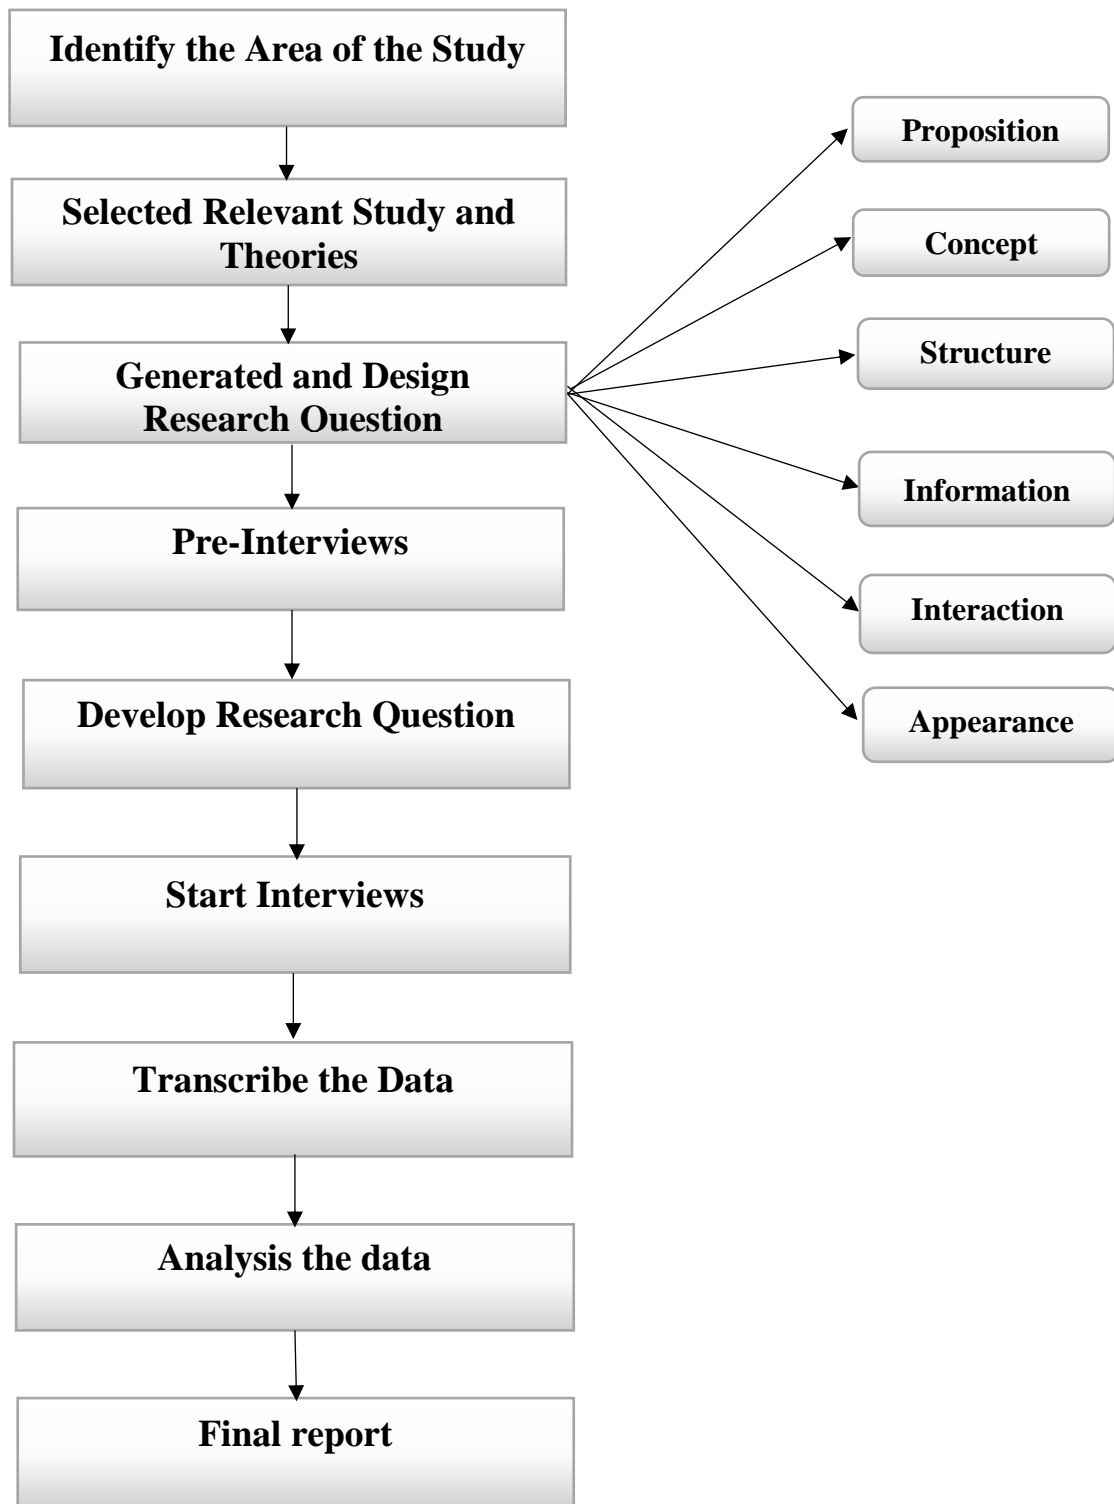 Identify the Area of the Study
Selected Relevant Study and
Theories
Generated and Design
Research Question
Pre-Interviews
Develop Research Question
Start Interviews
Transcribe the Data
Analysis the data
Final report
Proposition
Concept
Structure
Information
Interaction
Appearance